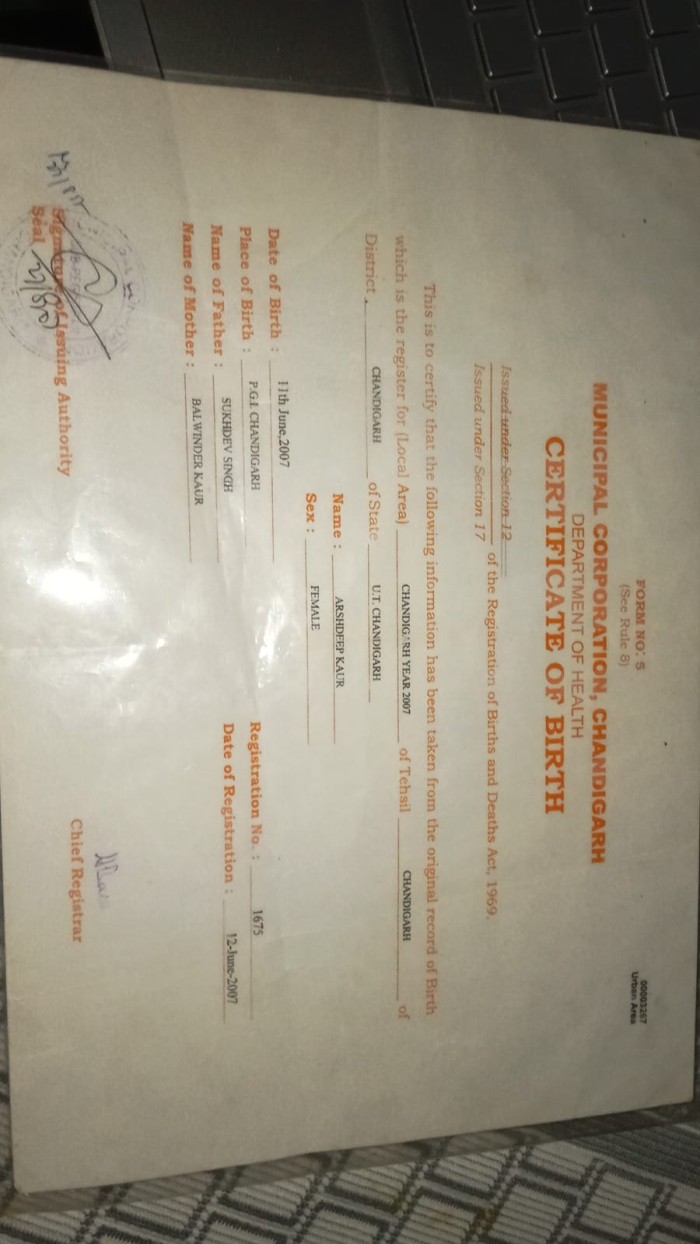 FORM NO. 5
(See Rule 8)
00003267
Urban Area
MUNICIPAL CORPORATION, CHANDIGARH
DEPARTMENT OF HEALTH
CERTIFICATE OF BIRTH
Issued under Section 12
Issued under Section 17 of the Registration of Births and Deaths Act, 1969.
This is to certify that the following information has been taken from the original record of Birth
which is the register for (Local Area) CHANDIGARH YEAR 2007 of Tehsil CHANDIGARH of
District CHANDIGARH of State U.T. CHANDIGARH
Name : ARSHDEEP KAUR
Sex : FEMALE
Date of Birth : 11th June,2007
Place of Birth : P.G.I. CHANDIGARH
Name of Father : SUKHDEV SINGH
Name of Mother : BALWINDER KAUR
Registration No. : 1675
Date of Registration : 12-June-2007
Signature of Issuing Authority
Seal
Chief Registrar